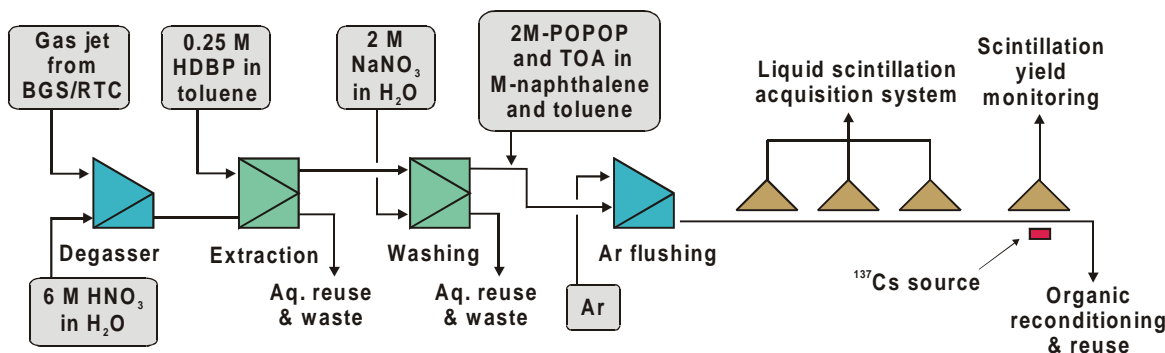 Gas jet
from
BGS/RTC
0.25 M
HDBP in
toluene
2 M
NaNO₃
in H₂O
2M-POPOP
and TOA in
M-naphthalene
and toluene
Liquid scintillation
acquisition system
Scintillation
yield
monitoring
Degasser
Extraction
Washing
Ar flushing
6 M HNO₃
in H₂O
Aq. reuse
& waste
Aq. reuse
& waste
Ar
¹³⁷Cs source
Organic
reconditioning
& reuse